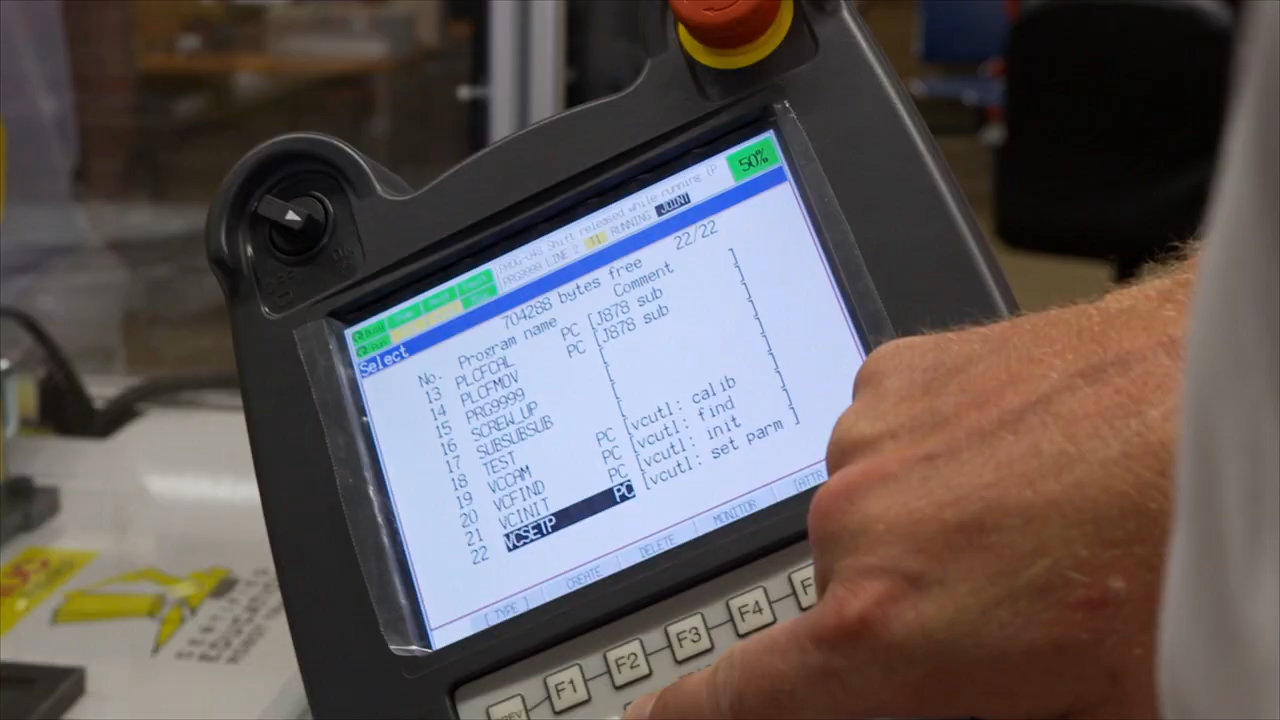 50%
PROG-048 Shift released while running (P
PRG9999 LINE 2 T1 RUNNING JOINT
Select
704288 bytes free 22/22
No. Program name Comment
13 PLCFCAL PC [J878 sub ]
14 PLCFMOV PC [J878 sub ]
15 PRG9999 [ ]
16 SCREW_UP [ ]
17 SUBSUBSUB [ ]
18 TEST [ ]
19 VCCAM PC [vcutl: calib ]
20 VCFIND PC [vcutl: find ]
21 VCINIT PC [vcutl: init ]
22 VCSETP PC [vcutl: set parm ]
[ TYPE ] CREATE DELETE MONITOR [ATTR
F1 F2 F3 F4
OFF ON